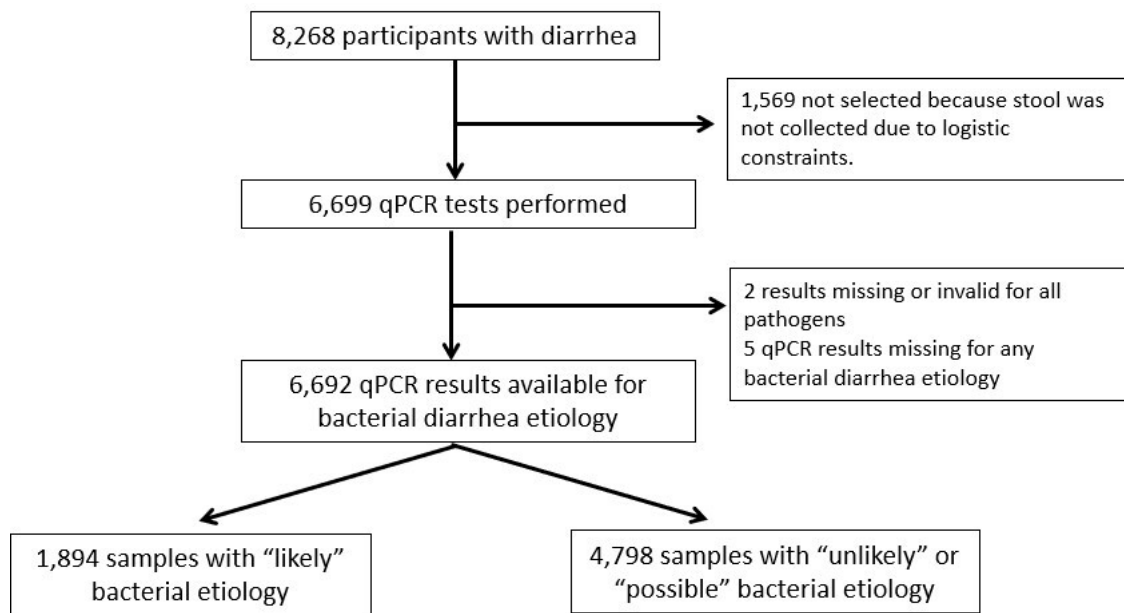 8,268 participants with diarrhea
1,569 not selected because stool was
not collected due to logistic
constraints.
6,699 qPCR tests performed
2 results missing or invalid for all
pathogens
5 qPCR results missing for any
bacterial diarrhea etiology
6,692 qPCR results available for
bacterial diarrhea etiology
1,894 samples with “likely”
bacterial etiology
4,798 samples with “unlikely” or
“possible” bacterial etiology